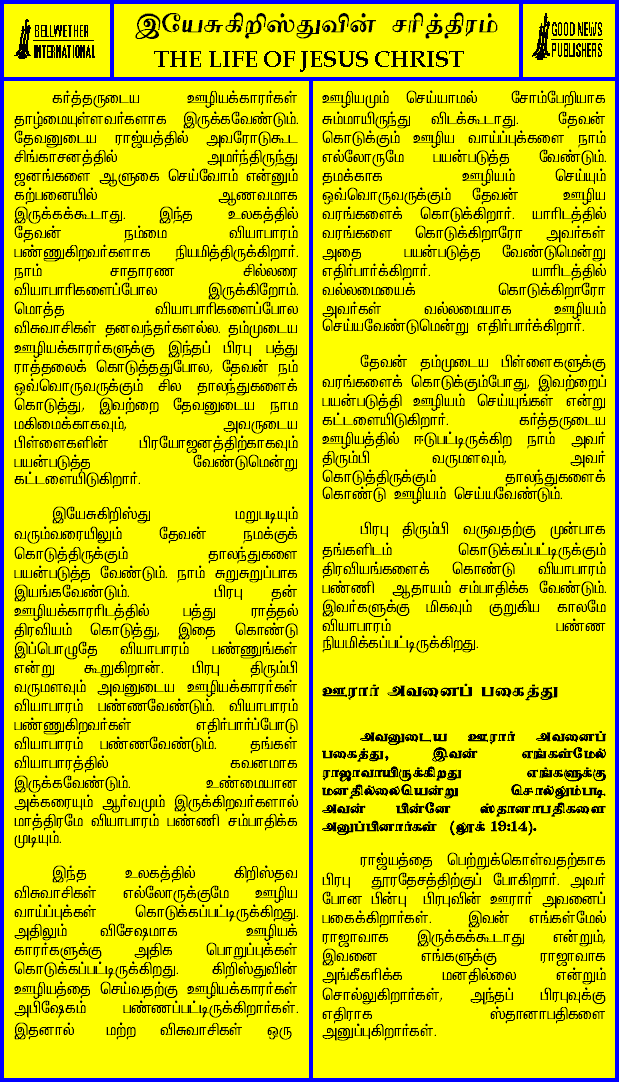 BELLWETHER
INTERNATIONAL
இயேசுகிறிஸ்துவின் சரித்திரம்
THE LIFE OF JESUS CHRIST
GOOD NEWS
PUBLISHERS
கர்த்தருடைய ஊழியக்காரர்கள்
தாழ்மையுள்ளவர்களாக இருக்கவேண்டும்.
தேவனுடைய ராஜ்யத்தில் அவரோடுகூட
சிங்காசனத்தில் அமர்ந்திருந்து
ஜனங்களை ஆளுகை செய்வோம் என்னும்
கற்பனையில் ஆணவமாக
இருக்கக்கூடாது. இந்த உலகத்தில்
தேவன் நம்மை வியாபாரம்
பண்ணுகிறவர்களாக நியமித்திருக்கிறார்.
நாம் சாதாரண சில்லரை
வியாபாரிகளைப்போல இருக்கிறோம்.
மொத்த வியாபாரிகளைப்போல
விசுவாசிகள் தனவந்தர்களல்ல. தம்முடைய
ஊழியக்காரர்களுக்கு இந்தப் பிரபு பத்து
ராத்தலைக் கொடுத்ததுபோல, தேவன் நம்
ஒவ்வொருவருக்கும் சில தாலந்துகளைக்
கொடுத்து, இவற்றை தேவனுடைய நாம
மகிமைக்காகவும், அவருடைய
பிள்ளைகளின் பிரயோஜனத்திற்காகவும்
பயன்படுத்த வேண்டுமென்று
கட்டளையிடுகிறார்.
இயேசுகிறிஸ்து மறுபடியும்
வரும்வரையிலும் தேவன் நமக்குக்
கொடுத்திருக்கும் தாலந்துகளை
பயன்படுத்த வேண்டும். நாம் சுறுசுறுப்பாக
இயங்கவேண்டும். பிரபு தன்
ஊழியக்காரரிடத்தில் பத்து ராத்தல்
திரவியம் கொடுத்து, இதை கொண்டு
இப்பொழுதே வியாபாரம் பண்ணுங்கள்
என்று கூறுகிறான். பிரபு திரும்பி
வருமளவும் அவனுடைய ஊழியக்காரர்கள்
வியாபாரம் பண்ணவேண்டும். வியாபாரம்
பண்ணுகிறவர்கள் எதிர்பார்ப்போடு
வியாபாரம் பண்ணவேண்டும். தங்கள்
வியாபாரத்தில் கவனமாக
இருக்கவேண்டும். உண்மையான
அக்கரையும் ஆர்வமும் இருக்கிறவர்களால்
மாத்திரமே வியாபாரம் பண்ணி சம்பாதிக்க
முடியும்.
இந்த உலகத்தில் கிறிஸ்தவ
விசுவாசிகள் எல்லோருக்குமே ஊழிய
வாய்ப்புக்கள் கொடுக்கப்பட்டிருக்கிறது.
அதிலும் விசேஷமாக ஊழியக்
காரர்களுக்கு அதிக பொறுப்புக்கள்
கொடுக்கப்பட்டிருக்கிறது. கிறிஸ்துவின்
ஊழியத்தை செய்வதற்கு ஊழியக்காரர்கள்
அபிஷேகம் பண்ணப்பட்டிருக்கிறார்கள்.
இதனால் மற்ற விசுவாசிகள் ஒரு
ஊழியமும் செய்யாமல் சோம்பேறியாக
சும்மாயிருந்து விடக்கூடாது. தேவன்
கொடுக்கும் ஊழிய வாய்ப்புக்களை நாம்
எல்லோருமே பயன்படுத்த வேண்டும்.
தமக்காக ஊழியம் செய்யும்
ஒவ்வொருவருக்கும் தேவன் ஊழிய
வரங்களைக் கொடுக்கிறார். யாரிடத்தில்
வரங்களை கொடுக்கிறாரோ அவர்கள்
அதை பயன்படுத்த வேண்டுமென்று
எதிர்பார்க்கிறார். யாரிடத்தில்
வல்லமையைக் கொடுக்கிறாரோ
அவர்கள் வல்லமையாக ஊழியம்
செய்யவேண்டுமென்று எதிர்பார்க்கிறார்.
தேவன் தம்முடைய பிள்ளைகளுக்கு
வரங்களைக் கொடுக்கும்போது, இவற்றைப்
பயன்படுத்தி ஊழியம் செய்யுங்கள் என்று
கட்டளையிடுகிறார். கர்த்தருடைய
ஊழியத்தில் ஈடுபட்டிருக்கிற நாம் அவர்
திரும்பி வருமளவும், அவர்
கொடுத்திருக்கும் தாலந்துகளைக்
கொண்டு ஊழியம் செய்யவேண்டும்.
பிரபு திரும்பி வருவதற்கு முன்பாக
தங்களிடம் கொடுக்கப்பட்டிருக்கும்
திரவியங்களைக் கொண்டு வியாபாரம்
பண்ணி ஆதாயம் சம்பாதிக்க வேண்டும்.
இவர்களுக்கு மிகவும் குறுகிய காலமே
வியாபாரம் பண்ண
நியமிக்கப்பட்டிருக்கிறது.
ஊரார் அவனைப் பகைத்து
அவனுடைய ஊரார் அவனைப்
பகைத்து, இவன் எங்கள்மேல்
ராஜாவாயிருக்கிறது எங்களுக்கு
மனதில்லையென்று சொல்லும்படி
அவன் பின்னே ஸ்தானாபதிகளை
அனுப்பினார்கள் (லூக் 19:14).
ராஜ்யத்தை பெற்றுக்கொள்வதற்காக
பிரபு தூரதேசத்திற்குப் போகிறார். அவர்
போன பின்பு பிரபுவின் ஊரார் அவனைப்
பகைக்கிறார்கள். இவன் எங்கள்மேல்
ராஜாவாக இருக்கக்கூடாது என்றும்,
இவனை எங்களுக்கு ராஜாவாக
அங்கீகரிக்க மனதில்லை என்றும்
சொல்லுகிறார்கள், அந்தப் பிரபுவுக்கு
எதிராக ஸ்தானாபதிகளை
அனுப்புகிறார்கள்.